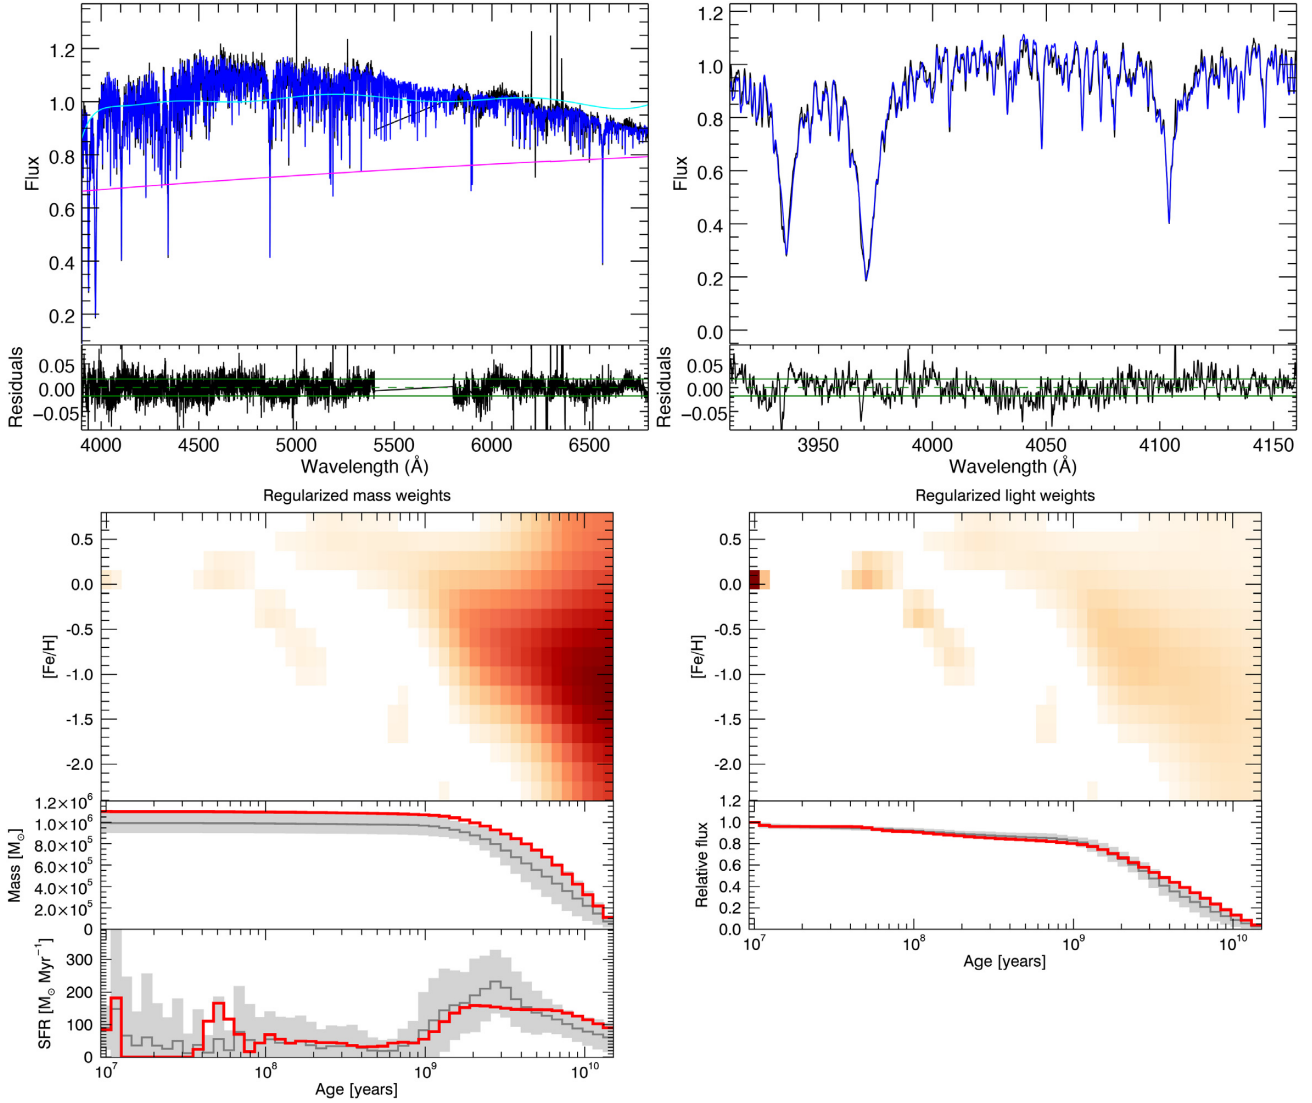 1.2
1.0
0.8
0.6
0.4
0.2
Flux
0.05
0.00
−0.05
Residuals
4000 4500 5000 5500 6000 6500
Wavelength (Å)
1.2
1.0
0.8
0.6
0.4
0.2
0.0
Flux
0.05
0.00
−0.05
Residuals
3950 4000 4050 4100 4150
Wavelength (Å)
Regularized mass weights
0.5
0.0
-0.5
-1.0
-1.5
-2.0
[Fe/H]
1.2×10⁶
1.0×10⁶
8.0×10⁵
6.0×10⁵
4.0×10⁵
2.0×10⁵
0
Mass [M⊙]
300
200
100
0
SFR [M⊙ Myr⁻¹]
10⁷ 10⁸ 10⁹ 10¹⁰
Age [years]
Regularized light weights
0.5
0.0
-0.5
-1.0
-1.5
-2.0
[Fe/H]
1.2
1.0
0.8
0.6
0.4
0.2
0.0
Relative flux
10⁷ 10⁸ 10⁹ 10¹⁰
Age [years]